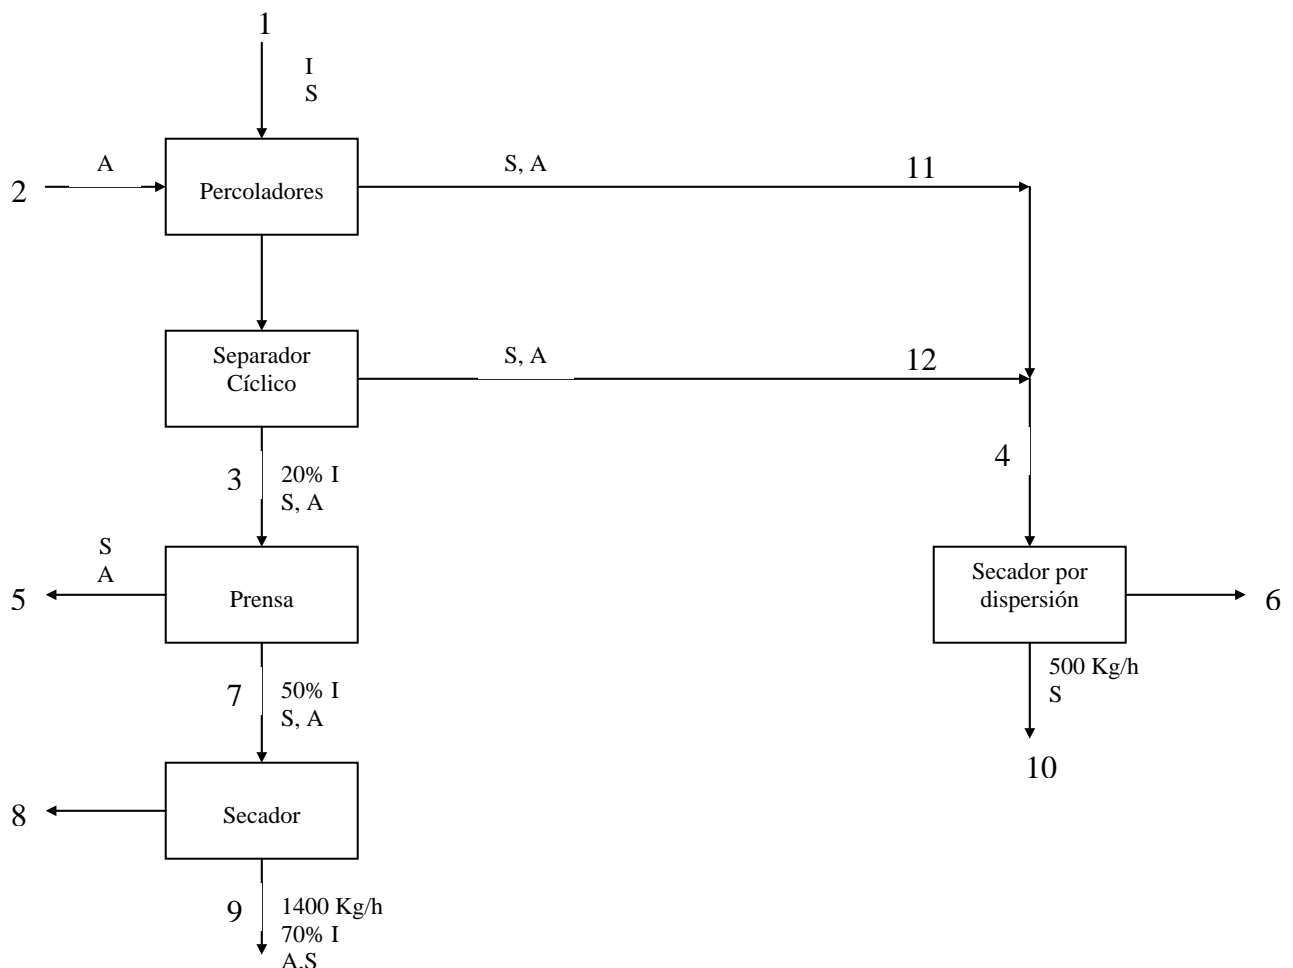 1
I
S
A
2
Percoladores
S, A
11
Separador
Cíclico
S, A
12
3
20% I
S, A
4
S
A
5
Prensa
Secador por
dispersión
6
7
50% I
S, A
500 Kg/h
S
10
8
Secador
9
1400 Kg/h
70% I
A,S